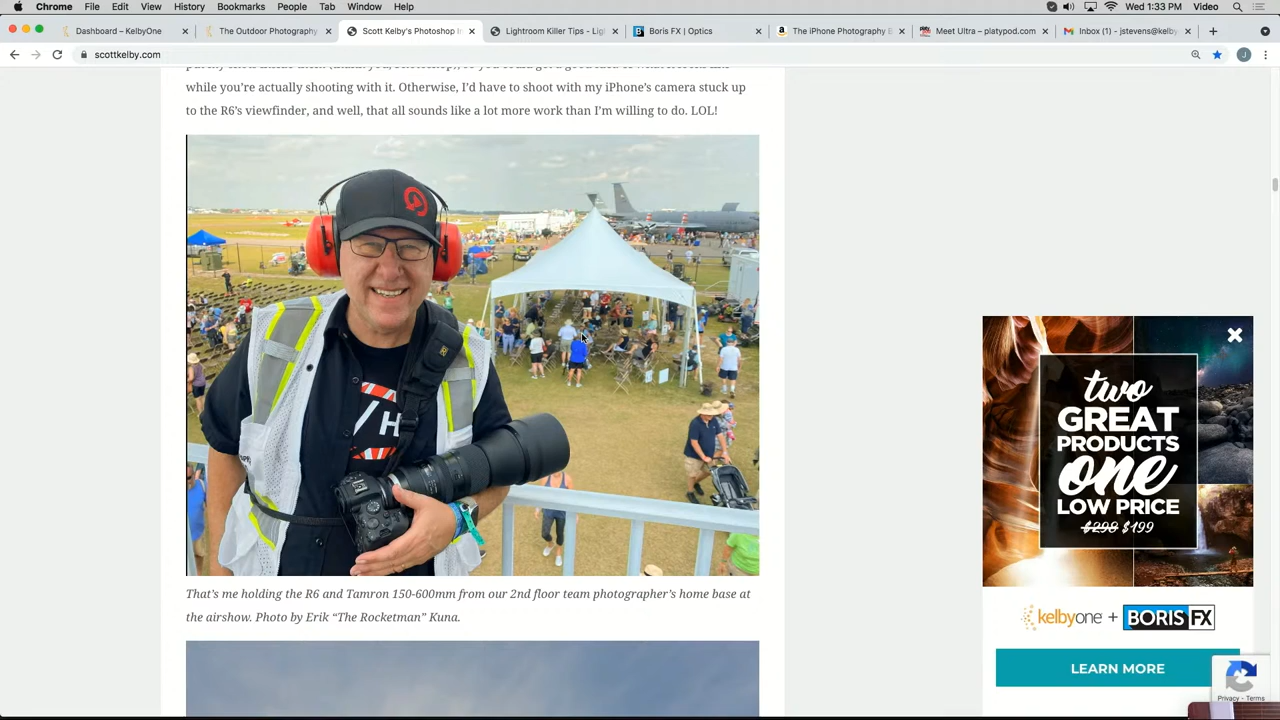 Chrome File Edit View History Bookmarks People Tab Window Help Wed 1:33 PM Video
Dashboard – KelbyOne
The Outdoor Photography
Scott Kelby's Photoshop
Lightroom Killer Tips - Lig
Boris FX | Optics
The iPhone Photography
Meet Ultra – platypod.com
Inbox (1) - jstevens@kelby
scottkelby.com
J
while you're actually shooting with it. Otherwise, I'd have to shoot with my iPhone's camera stuck up
to the R6's viewfinder, and well, that all sounds like a lot more work than I'm willing to do. LOL!
/H
That's me holding the R6 and Tamron 150-600mm from our 2nd floor team photographer's home base at
the airshow. Photo by Erik “The Rocketman” Kuna.
two
GREAT
PRODUCTS
one
LOW PRICE
$298 $199
kelbyone + BORIS FX
LEARN MORE
Privacy - Terms